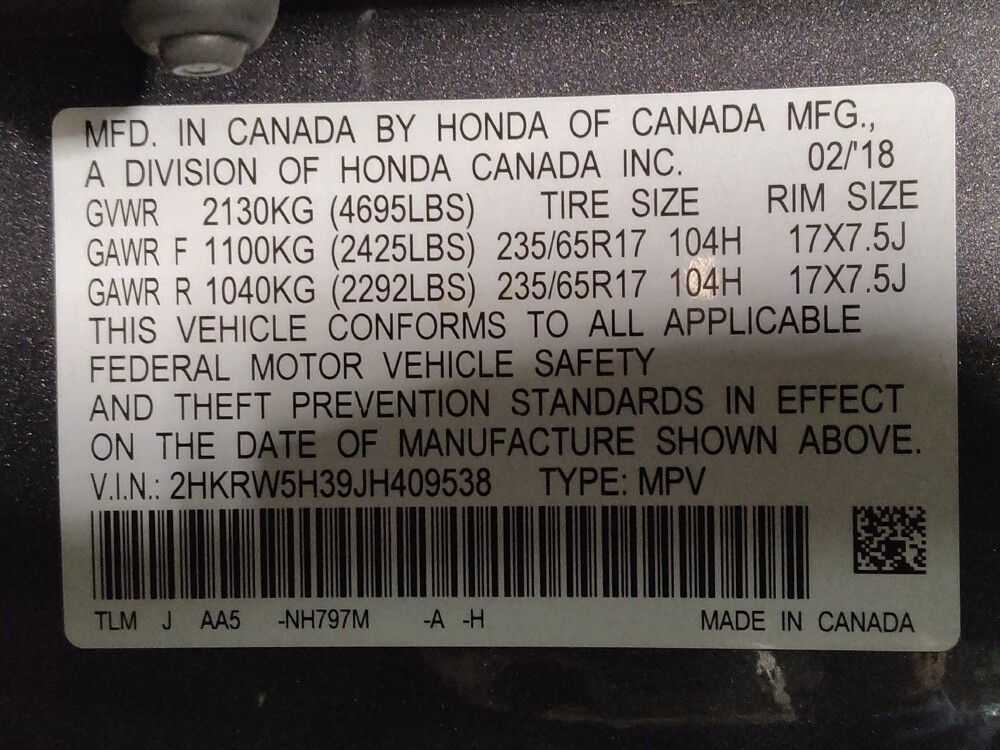 MFD. IN CANADA BY HONDA OF CANADA MFG.,
A DIVISION OF HONDA CANADA INC. 02/'18
GVWR 2130KG (4695LBS) TIRE SIZE RIM SIZE
GAWR F 1100KG (2425LBS) 235/65R17 104H 17X7.5J
GAWR R 1040KG (2292LBS) 235/65R17 104H 17X7.5J
THIS VEHICLE CONFORMS TO ALL APPLICABLE
FEDERAL MOTOR VEHICLE SAFETY
AND THEFT PREVENTION STANDARDS IN EFFECT
ON THE DATE OF MANUFACTURE SHOWN ABOVE.
V.I.N.: 2HKRW5H39JH409538 TYPE: MPV
TLM J AA5 -NH797M -A -H MADE IN CANADA